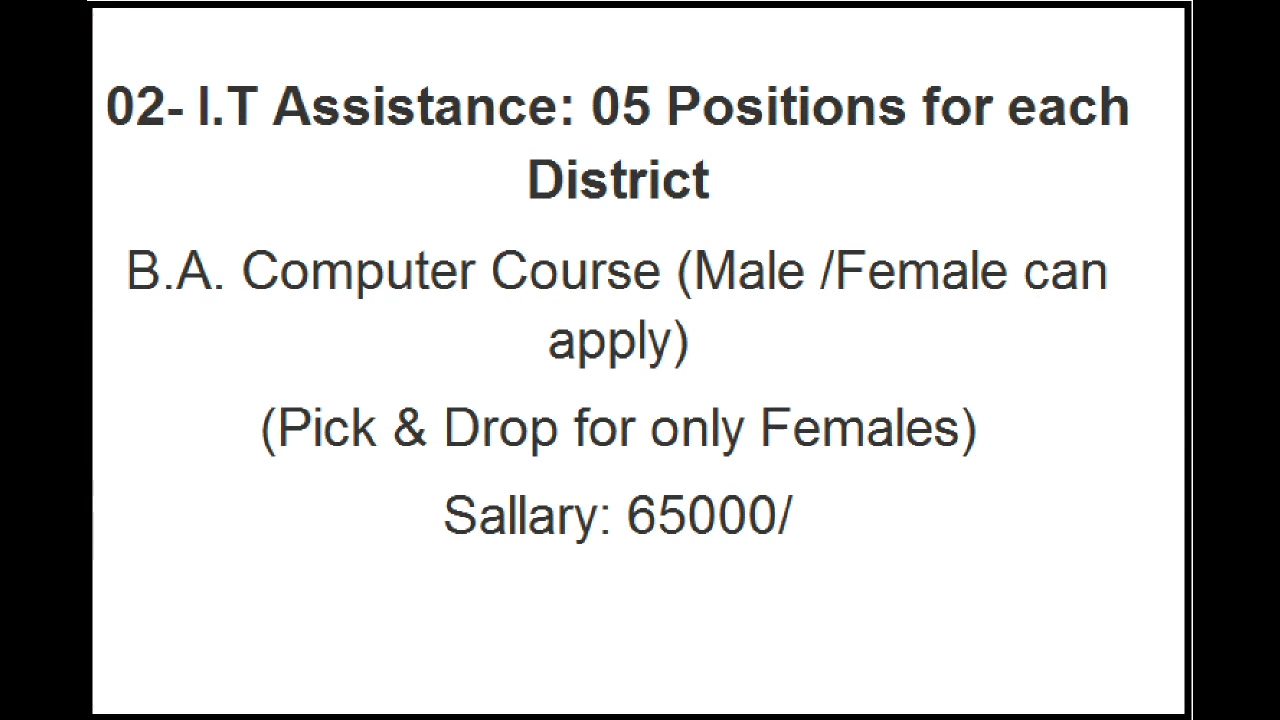 02- I.T Assistance: 05 Positions for each
District
B.A. Computer Course (Male /Female can
apply)
(Pick & Drop for only Females)
Sallary: 65000/